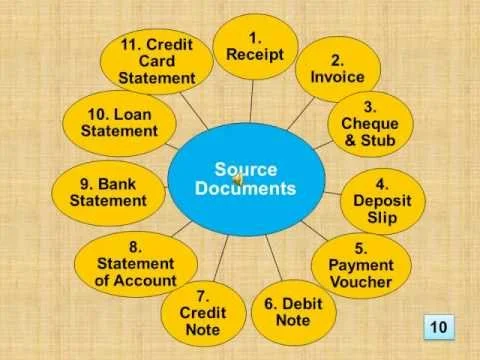 Source
Documents
1.
Receipt
2.
Invoice
3.
Cheque
& Stub
4.
Deposit
Slip
5.
Payment
Voucher
6. Debit
Note
7.
Credit
Note
8.
Statement
of Account
9. Bank
Statement
10. Loan
Statement
11. Credit
Card
Statement
10